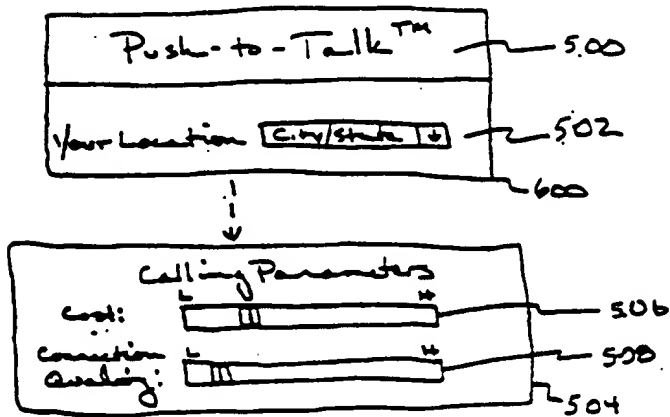 Push-to-Talk™ 500
Your Location City/State 502
600
Calling Parameters
L H
Cost: 506
Connection L H
Quality: 508
504